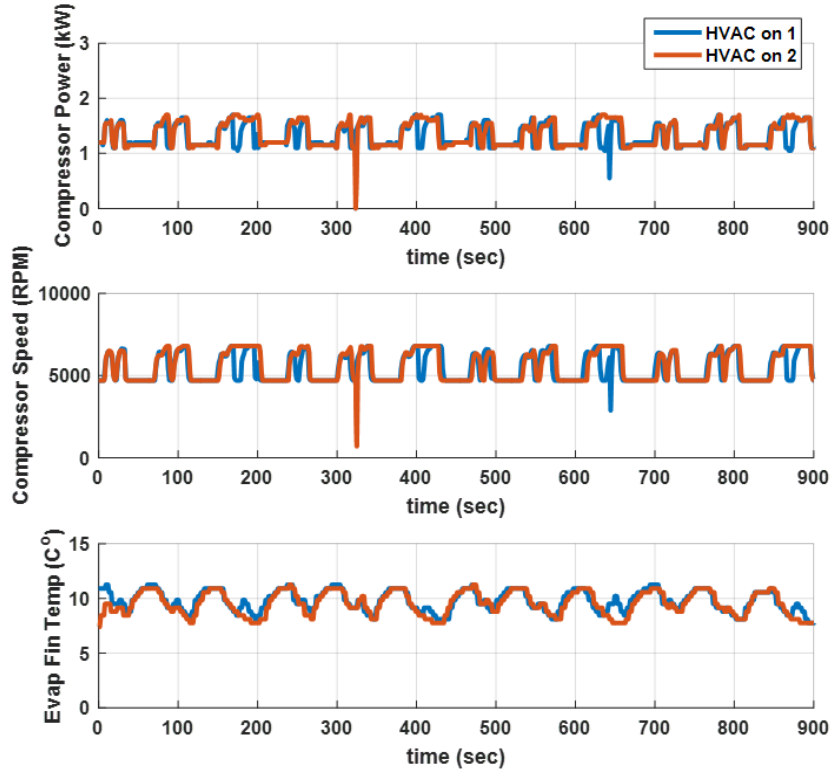 HVAC on 1
HVAC on 2
Compressor Power (kW)
3
2
1
0
0 100 200 300 400 500 600 700 800 900
time (sec)
Compressor Speed (RPM)
10000
5000
0
0 100 200 300 400 500 600 700 800 900
time (sec)
Evap Fin Temp (C°)
15
10
5
0
0 100 200 300 400 500 600 700 800 900
time (sec)